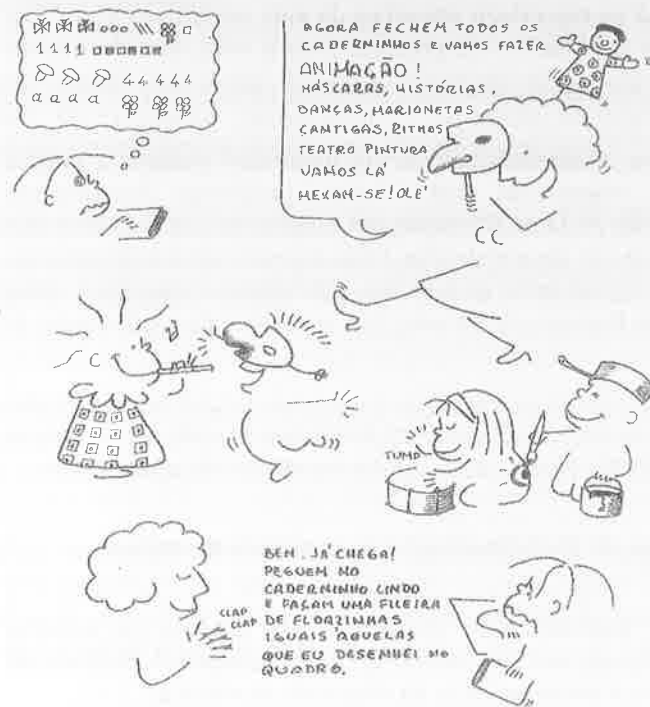 1111
44444
a a a a
AGORA FECHEM TODOS OS
CADERNINHOS E VAMOS FAZER
ANIMAÇÃO!
MÁSCARAS, HISTÓRIAS,
DANÇAS, MARIONETAS
CANTIGAS, RITMOS
TEATRO PINTURA
VAMOS LÁ
MEXAM-SE! OLÉ
TUMP
CLAP
CLAP
BEM, JÁ CHEGA!
PEGUEM NO
CADERNINHO LINDO
E FAÇAM UMA FILEIRA
DE FLORZINHAS
IGUAIS ÀQUELAS
QUE EU DESENHEI NO
QUADRO.